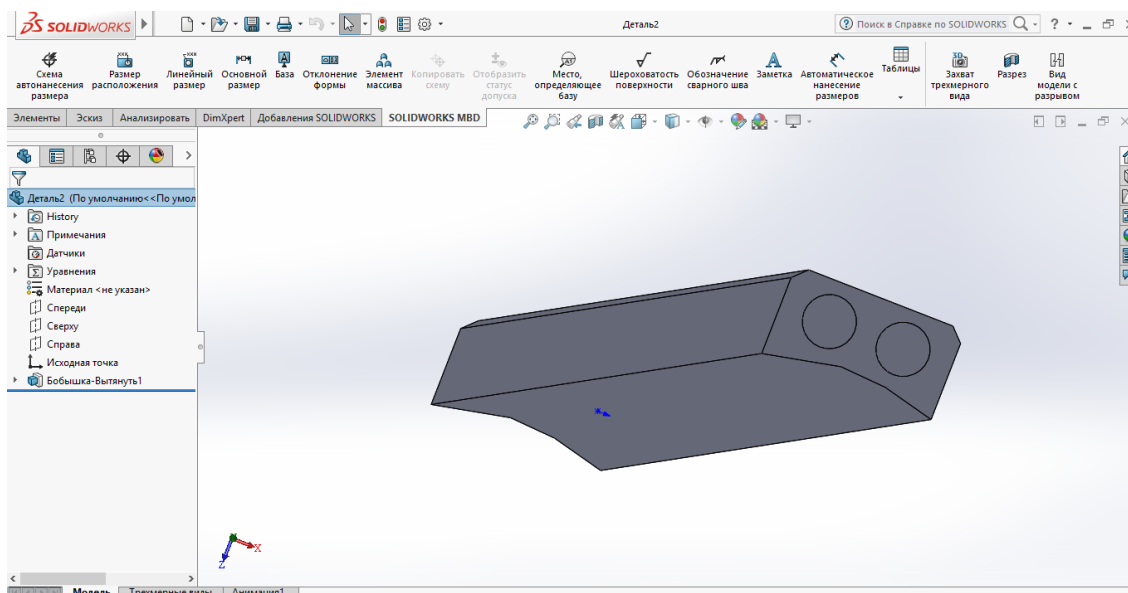 SOLIDWORKS
Деталь2
Поиск в Справке по SOLIDWORKS
?
Схема автонанесения размера
Размер расположения
Линейный размер
Основной размер
База
Отклонение формы
Элемент массива
Копировать схему
Отобразить статус допуска
Место, определяющее базу
Шероховатость поверхности
Обозначение сварного шва
Заметка
Автоматическое нанесение размеров
Таблицы
Захват трехмерного вида
Разрез
Вид модели с разрывом
Элементы
Эскиз
Анализировать
DimXpert
Добавления SOLIDWORKS
SOLIDWORKS MBD
Деталь2 (По умолчанию<<По умол
History
Примечания
Датчики
Уравнения
Материал <не указан>
Спереди
Сверху
Справа
Исходная точка
Бобышка-Вытянуть1
X
Z
Модель
Трехмерные виды
Анимация1